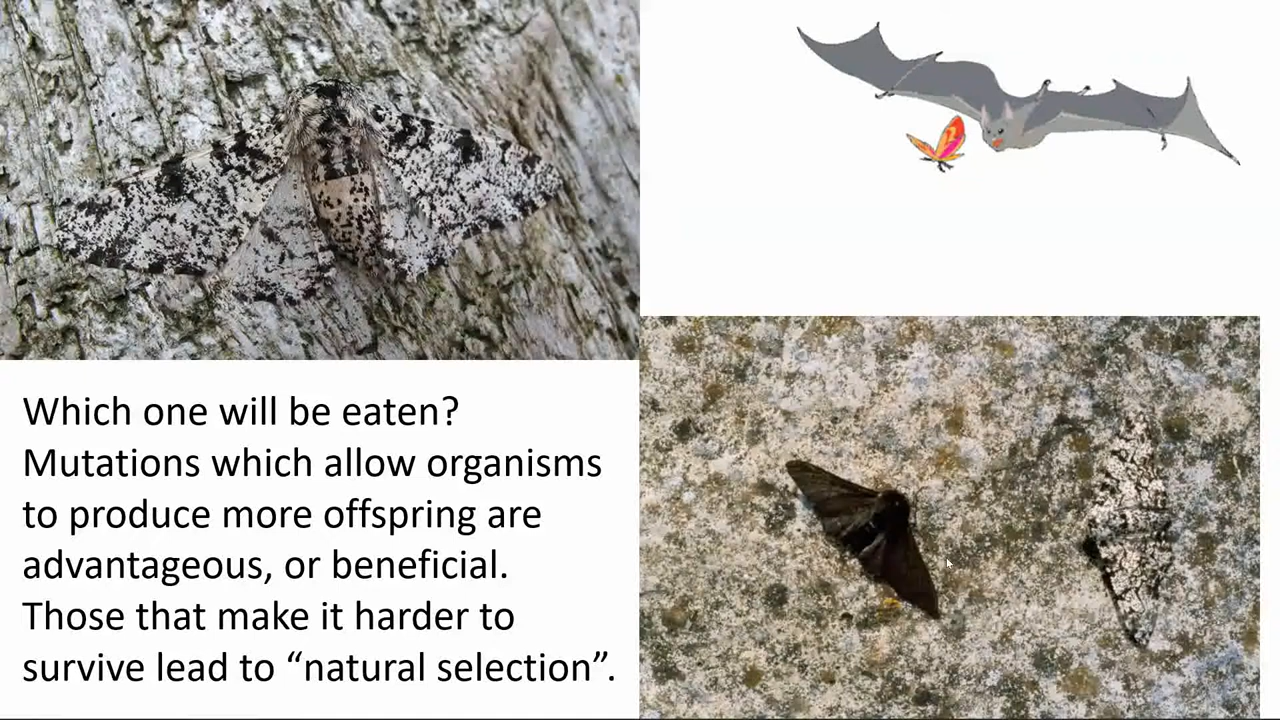 Which one will be eaten?
Mutations which allow organisms
to produce more offspring are
advantageous, or beneficial.
Those that make it harder to
survive lead to “natural selection”.